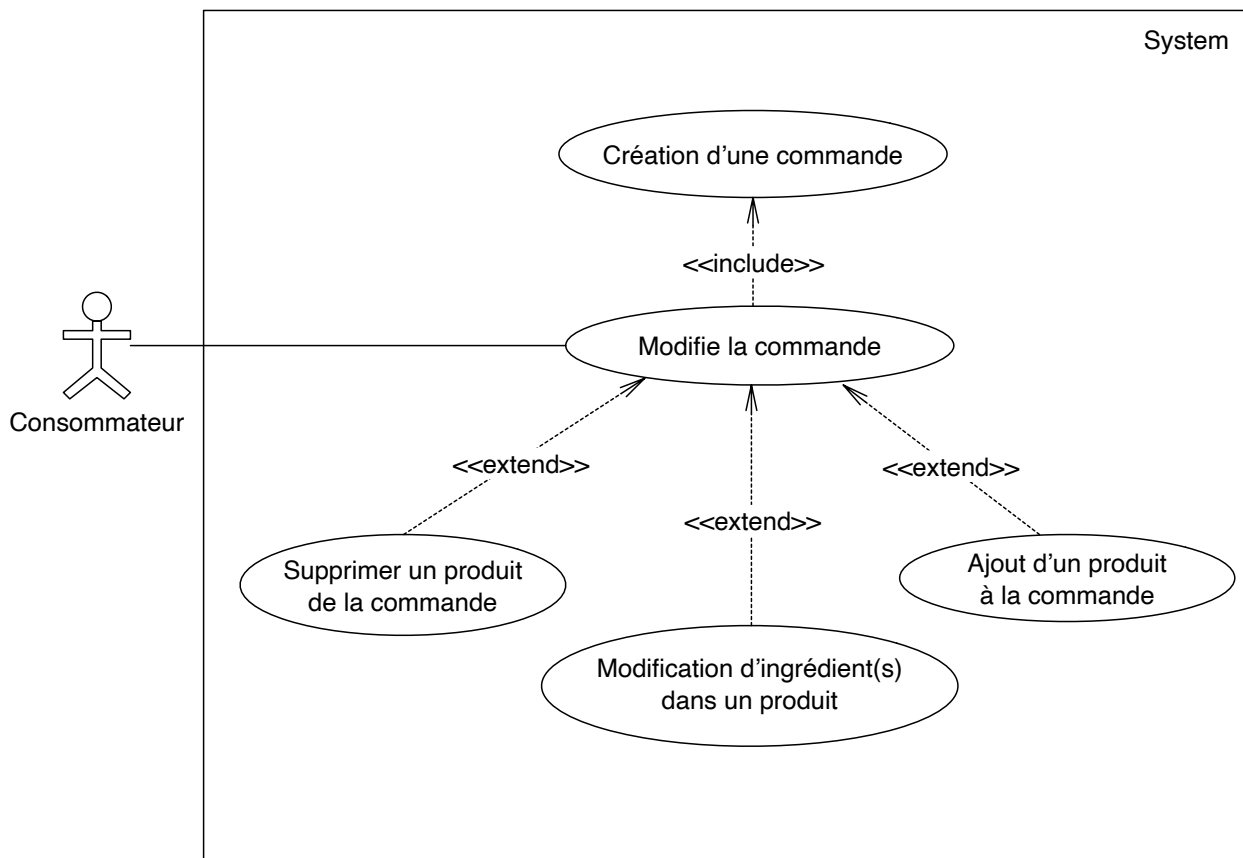 System
Création d’une commande
<<include>>
Modifie la commande
Consommateur
<<extend>>
<<extend>>
<<extend>>
Supprimer un produit
de la commande
Ajout d’un produit
à la commande
Modification d’ingrédient(s)
dans un produit